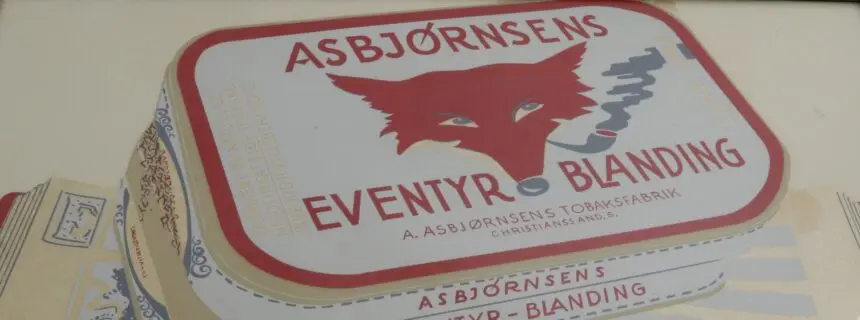 ASBJØRNSENS
EVENTYR BLANDING
A. ASBJØRNSENS TOBAKSFABRIK
CHRISTIANSSAND. S.
ASBJØRNSENS
TYR-BLANDING